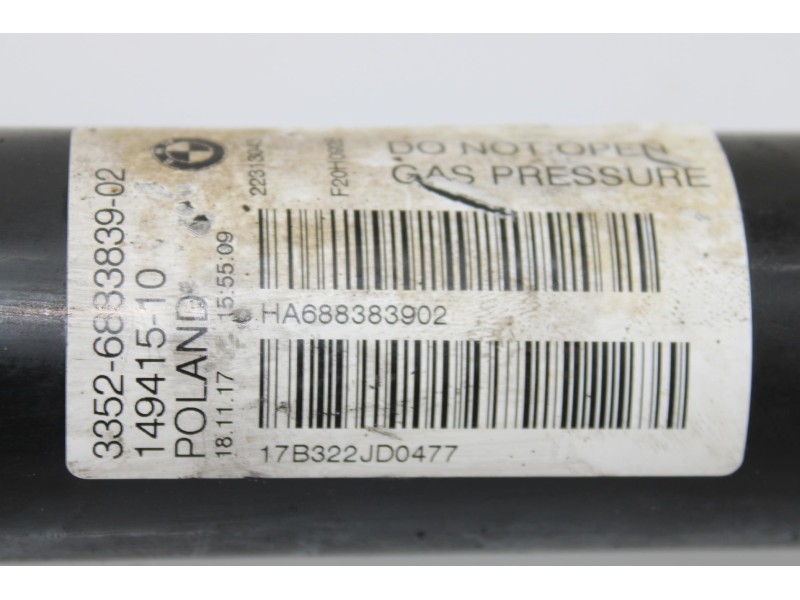 3352-6883839-02
149415-10
POLAND
18.11.17 15:55:09
DO NOT OPEN
GAS PRESSURE
HA688383902
17B322JD0477